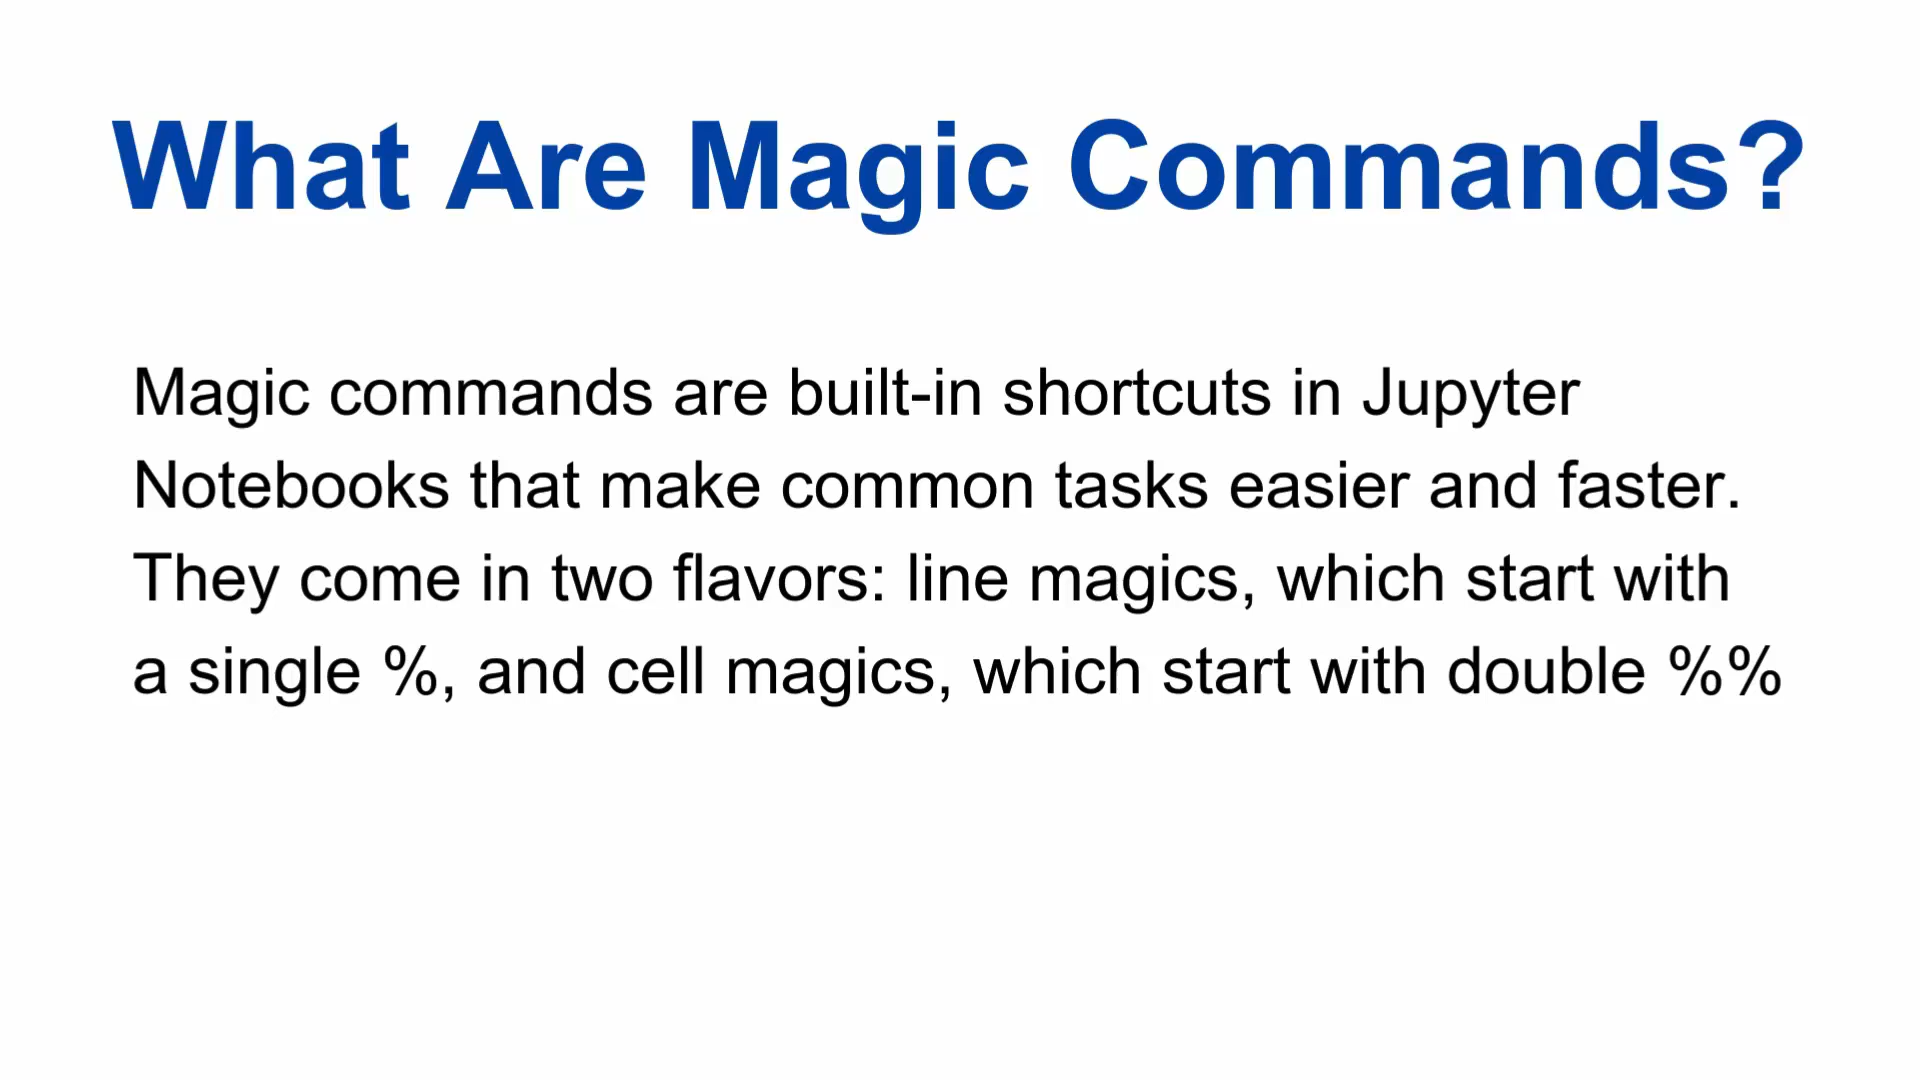 What Are Magic Commands?
Magic commands are built-in shortcuts in Jupyter
Notebooks that make common tasks easier and faster.
They come in two flavors: line magics, which start with
a single %, and cell magics, which start with double %%